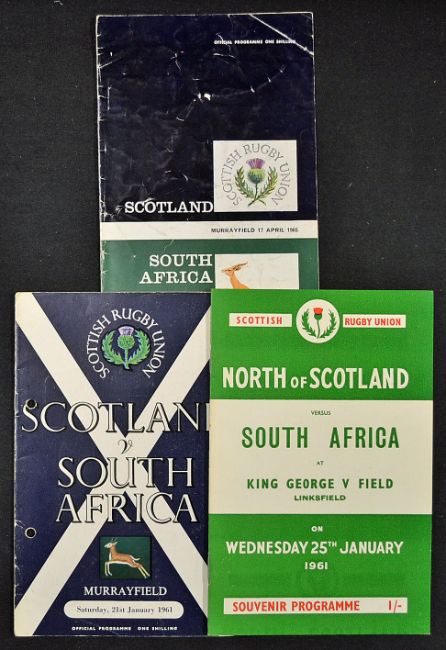 OFFICIAL PROGRAMME ONE SHILLING
SCOTTISH RUGBY UNION
SCOTLAND
MURRAYFIELD 17 APRIL 1965
SOUTH
AFRICA
SCOTTISH RUGBY UNION
SCOTLAND
v
SOUTH
AFRICA
MURRAYFIELD
Saturday, 21st January 1961
OFFICIAL PROGRAMME ONE SHILLING
SCOTTISH RUGBY UNION
NORTH OF SCOTLAND
VERSUS
SOUTH AFRICA
AT
KING GEORGE V FIELD
LINKSFIELD
ON
WEDNESDAY 25TH JANUARY
1961
SOUVENIR PROGRAMME 1/-